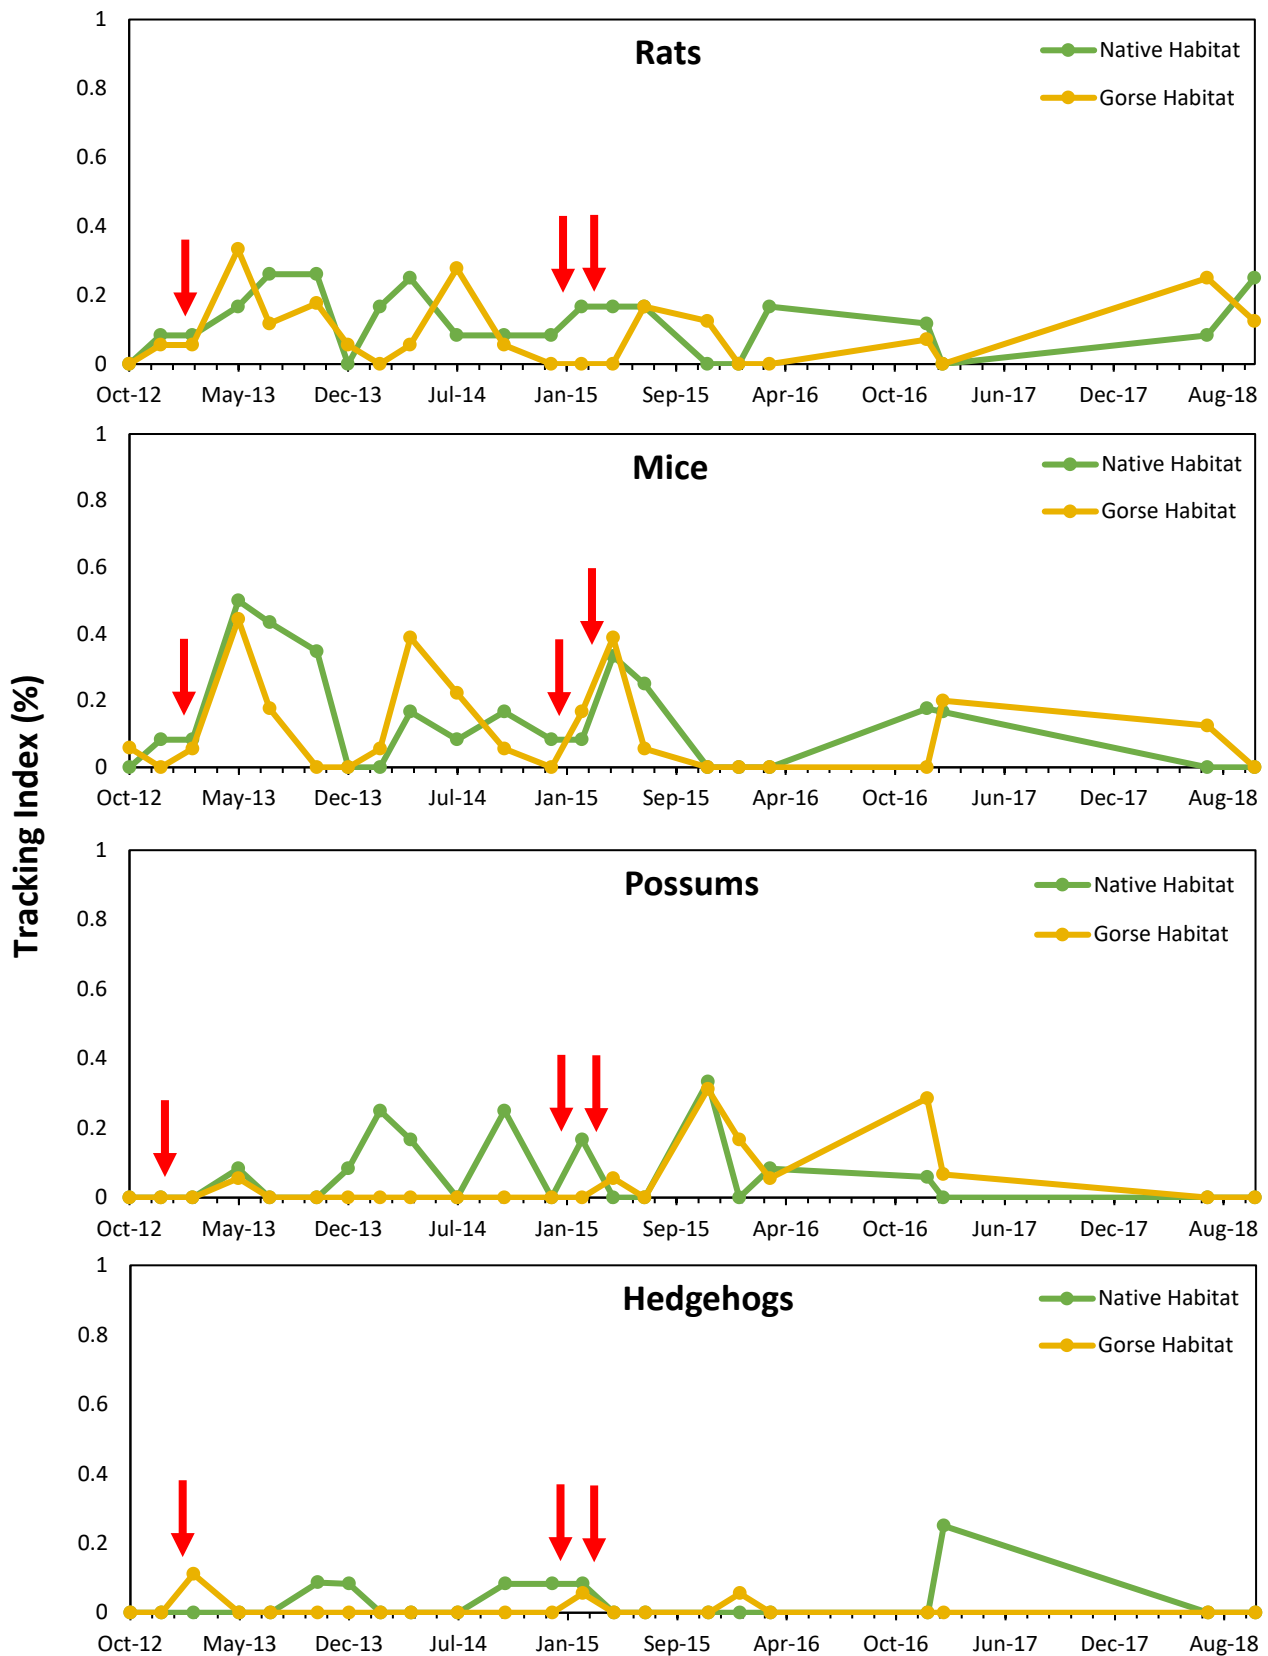 Tracking Index (%)
Rats
Native Habitat
Gorse Habitat
1
0.8
0.6
0.4
0.2
0
Oct-12 May-13 Dec-13 Jul-14 Jan-15 Sep-15 Apr-16 Oct-16 Jun-17 Dec-17 Aug-18
Mice
Native Habitat
Gorse Habitat
1
0.8
0.6
0.4
0.2
0
Oct-12 May-13 Dec-13 Jul-14 Jan-15 Sep-15 Apr-16 Oct-16 Jun-17 Dec-17 Aug-18
Possums
Native Habitat
Gorse Habitat
1
0.8
0.6
0.4
0.2
0
Oct-12 May-13 Dec-13 Jul-14 Jan-15 Sep-15 Apr-16 Oct-16 Jun-17 Dec-17 Aug-18
Hedgehogs
Native Habitat
Gorse Habitat
1
0.8
0.6
0.4
0.2
0
Oct-12 May-13 Dec-13 Jul-14 Jan-15 Sep-15 Apr-16 Oct-16 Jun-17 Dec-17 Aug-18